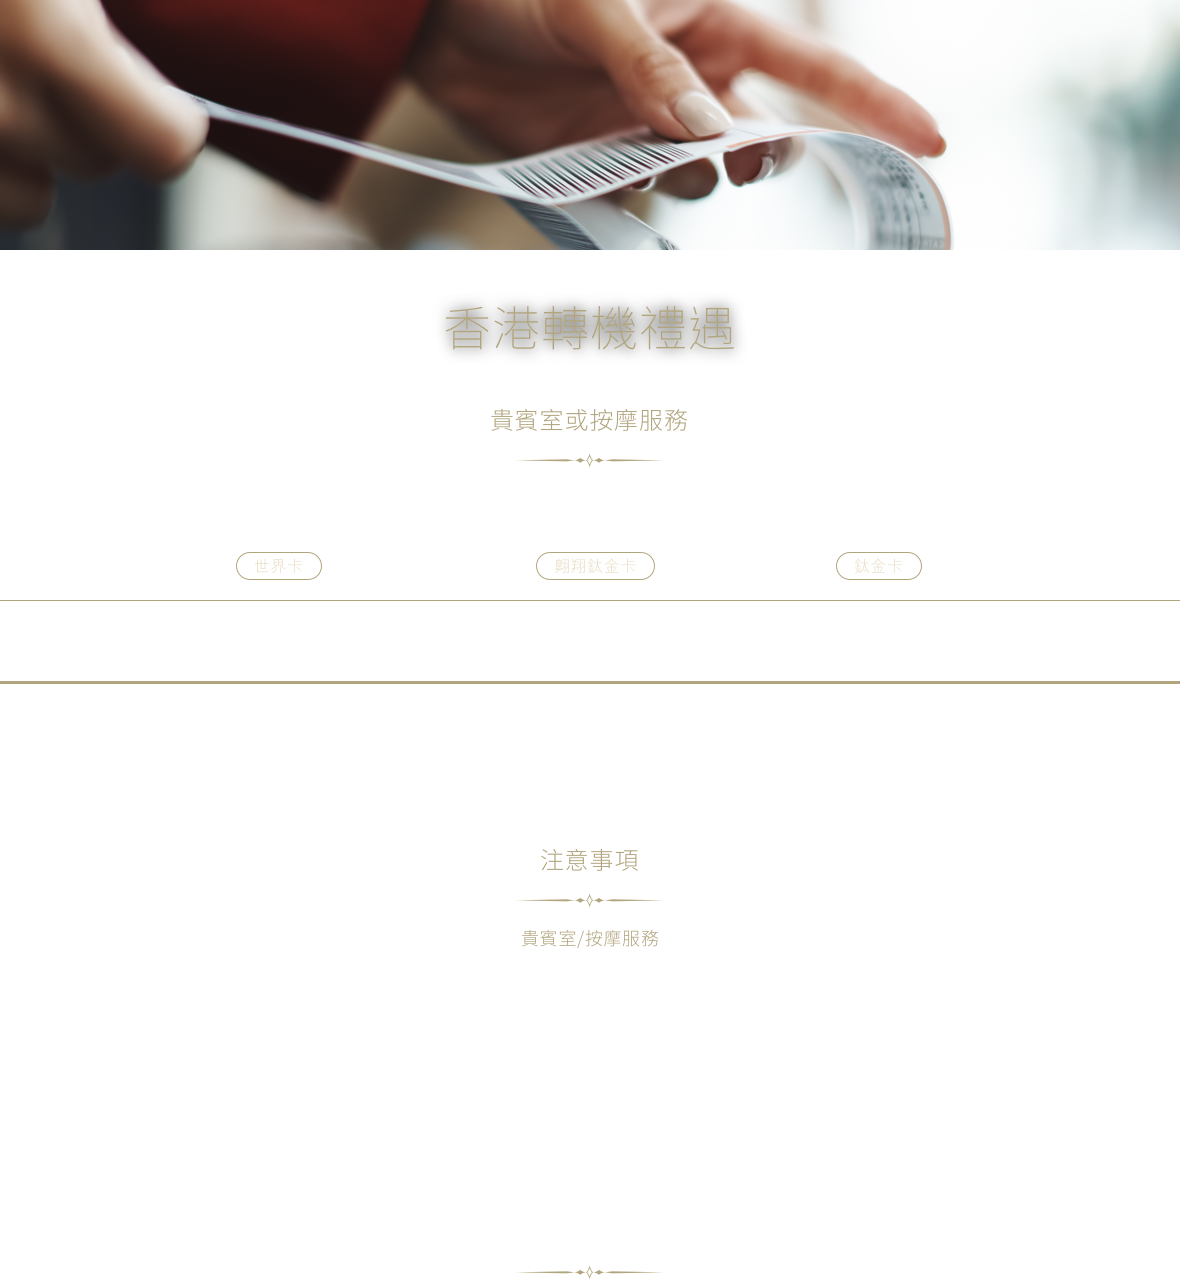 香港轉機禮遇
貴賓室或按摩服務
世界卡 翱翔鈦金卡 鈦金卡
注意事項
貴賓室/按摩服務